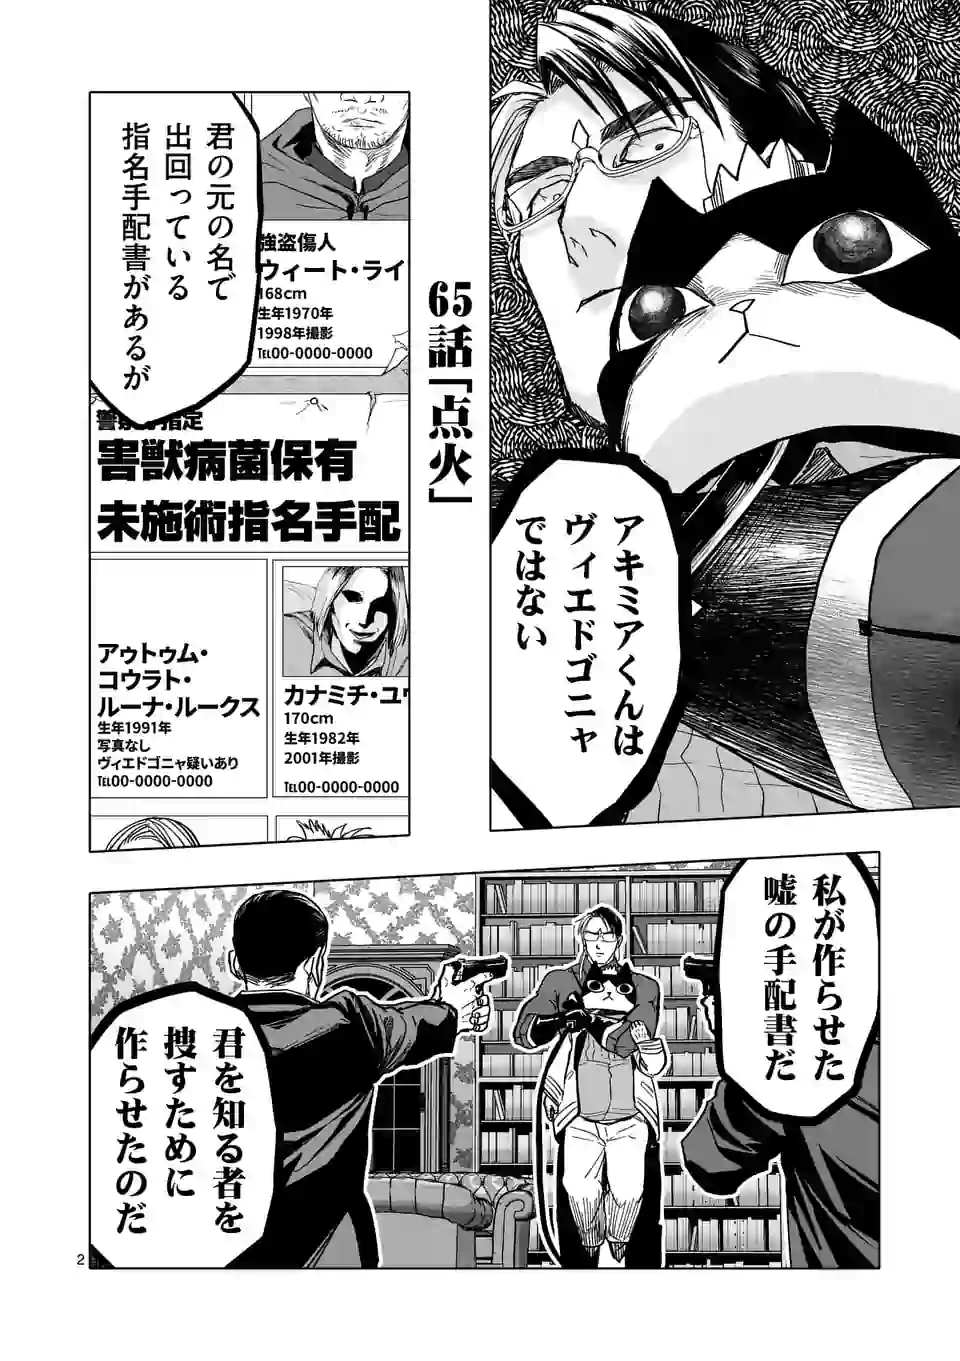 65話「点火」
アキミアくんは
ヴィエドゴニャ
ではない
君の元の名で
出回っている
指名手配書があるが
強盗傷人
ウィート・ライ
168cm
生年1970年
1998年撮影
℡00-0000-0000
指定
害獣病菌保有
未施術指名手配
アゥトゥム・
コウラト・
ルーナ・ルークス
生年1991年
写真なし
ヴィエドゴニャ疑いあり
℡00-0000-0000
カナミチ・ユウ
170cm
生年1982年
2001年撮影
℡00-0000-0000
私が作らせた
嘘の手配書だ
君を知る者を
捜すために
作らせたのだ
2